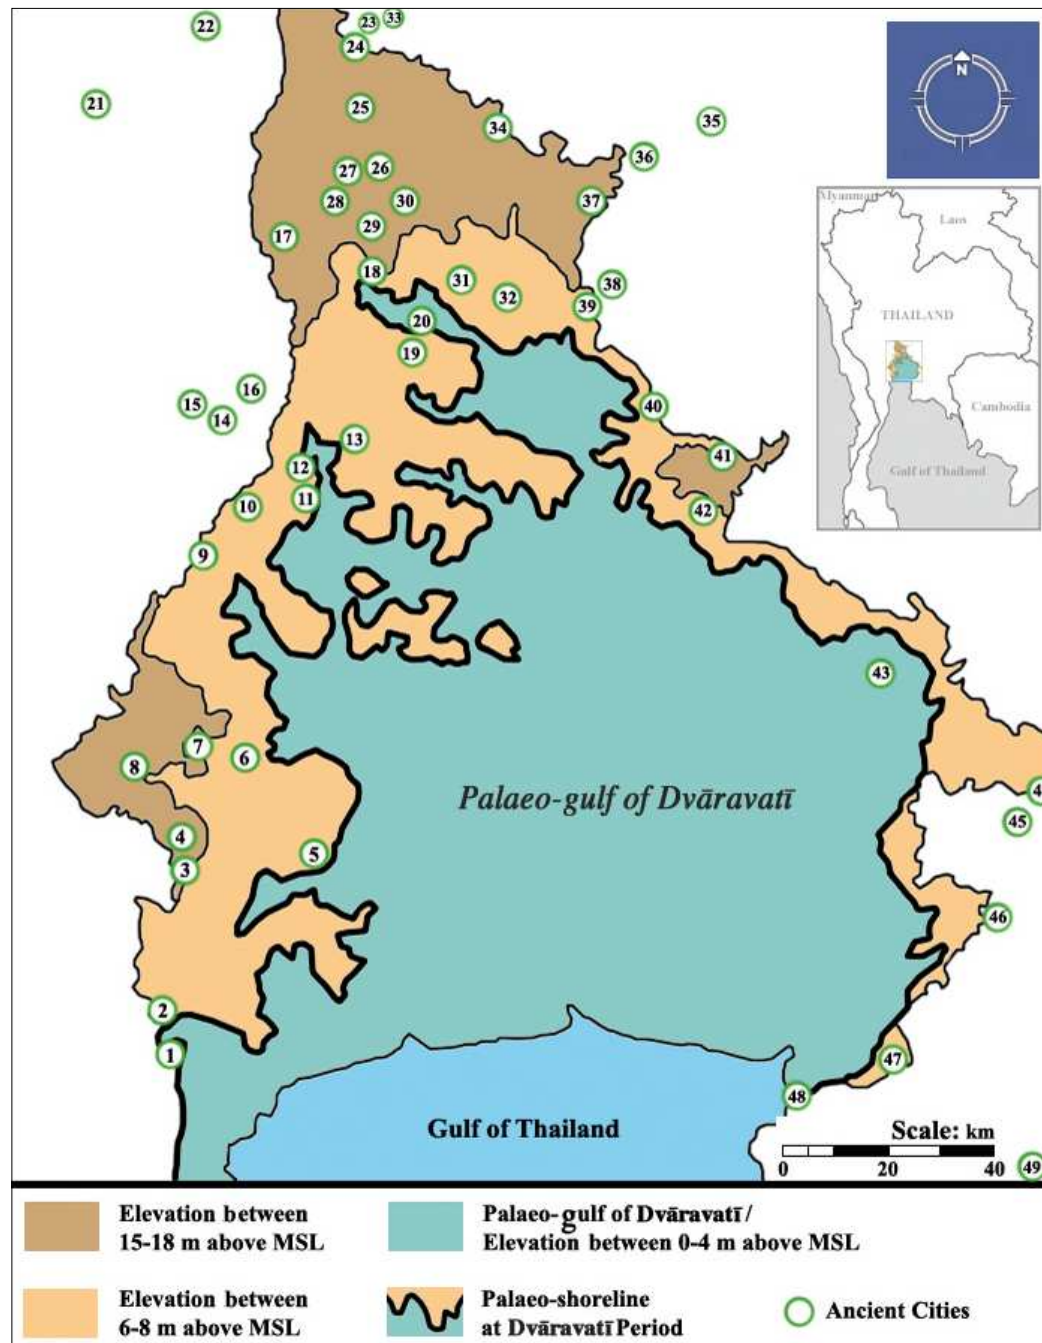 22
23
33
24
21
25
34
35
36
27
26
28
30
37
29
17
18
31
32
38
39
20
19
16
15
14
40
13
12
11
10
41
42
9
43
7
6
8
4
3
5
2
1
45
46
47
48
49
N
Myanmar
Laos
THAILAND
Cambodia
Gulf of Thailand
Palaeo-gulf of Dvāravatī
Gulf of Thailand
Scale: km
0 20 40
Elevation between
15-18 m above MSL
Palaeo-gulf of Dvāravatī /
Elevation between 0-4 m above MSL
Elevation between
6-8 m above MSL
Palaeo-shoreline
at Dvāravatī Period
Ancient Cities